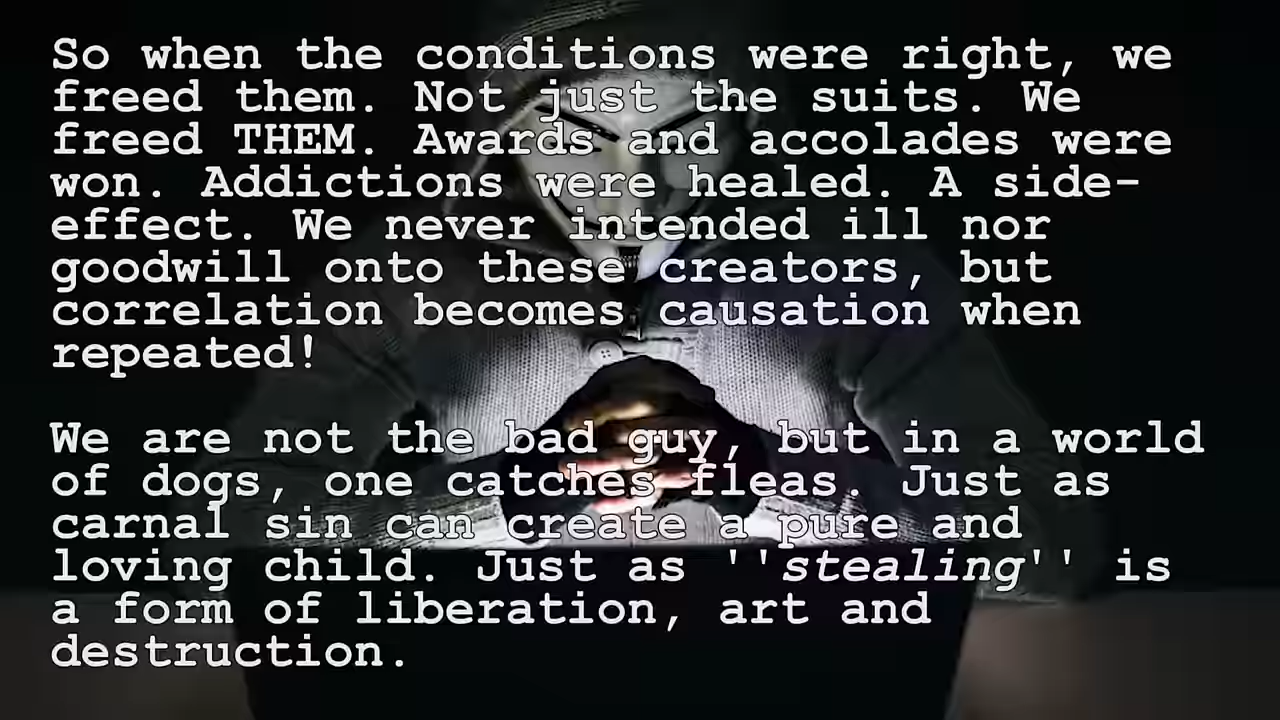 So when the conditions were right, we
freed them. Not just the suits. We
freed THEM. Awards and accolades were
won. Addictions were healed. A side-
effect. We never intended ill nor
goodwill onto these creators, but
correlation becomes causation when
repeated!
We are not the bad guy, but in a world
of dogs, one catches fleas. Just as
carnal sin can create a pure and
loving child. Just as ''stealing'' is
a form of liberation, art and
destruction.